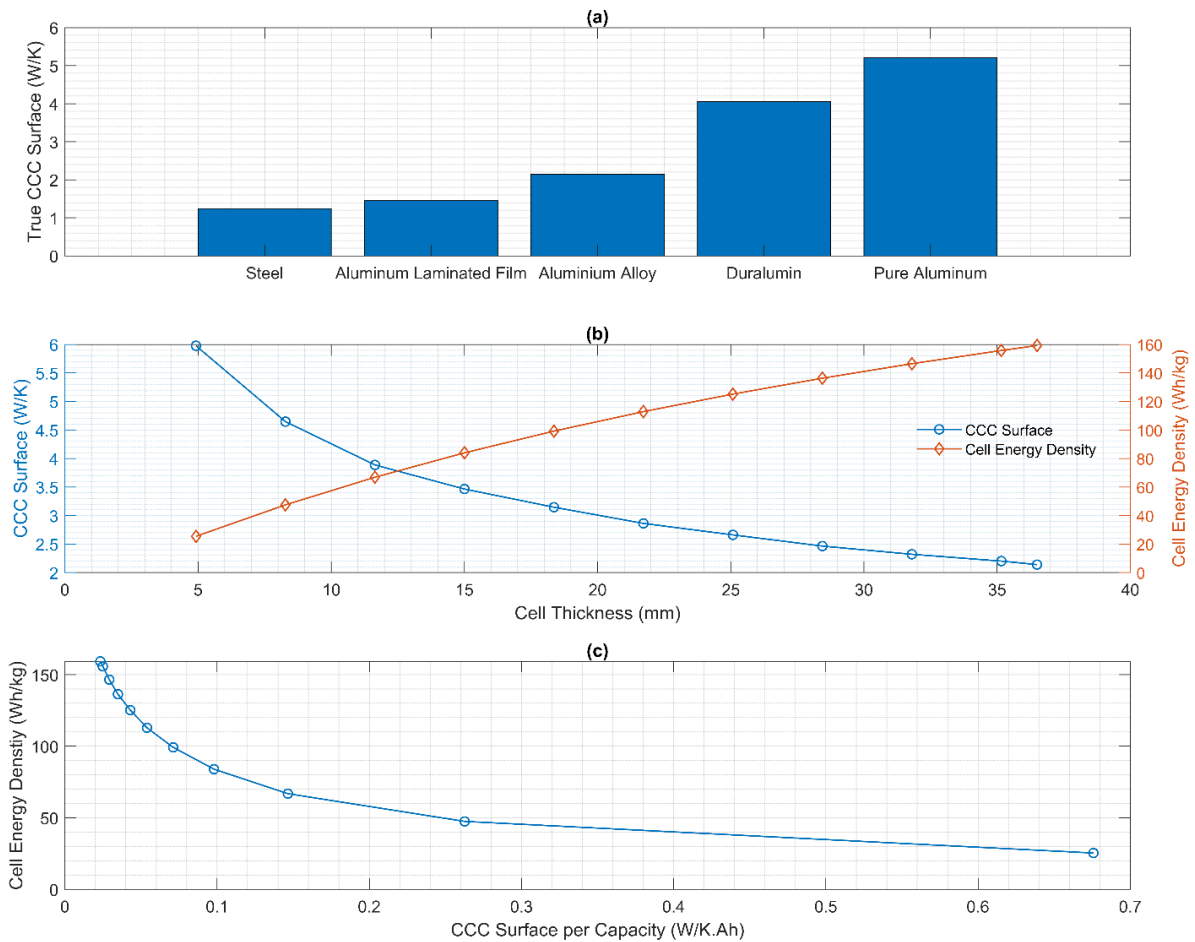 (a)
True CCC Surface (W/K)
6
5
4
3
2
1
0
Steel
Aluminum Laminated Film
Aluminium Alloy
Duralumin
Pure Aluminum
(b)
CCC Surface (W/K)
6
5.5
5
4.5
4
3.5
3
2.5
2
160
140
120
100
80
60
40
20
0
Cell Energy Density (Wh/kg)
CCC Surface
Cell Energy Density
0 5 10 15 20 25 30 35 40
Cell Thickness (mm)
(c)
Cell Energy Denstiy (Wh/kg)
150
100
50
0
0 0.1 0.2 0.3 0.4 0.5 0.6 0.7
CCC Surface per Capacity (W/K.Ah)